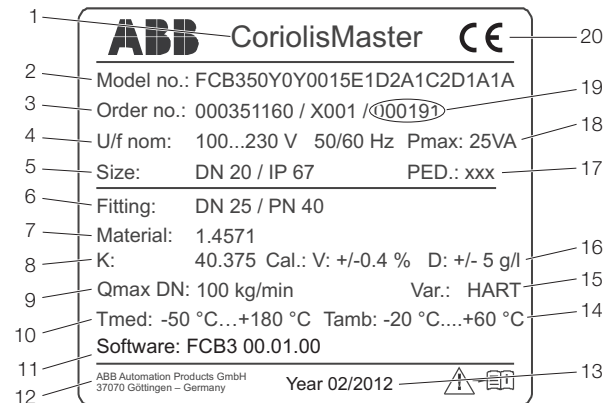 1 ABB CoriolisMaster CE 20
2 Model no.: FCB350Y0Y0015E1D2A1C2D1A1A
3 Order no.: 000351160 / X001 / 000191 19
4 U/f nom: 100...230 V 50/60 Hz Pmax: 25VA 18
5 Size: DN 20 / IP 67 PED.: xxx 17
6 Fitting: DN 25 / PN 40
7 Material: 1.4571
8 K: 40.375 Cal.: V: +/-0.4 % D: +/- 5 g/l 16
9 Qmax DN: 100 kg/min Var.: HART 15
10 Tmed: -50 °C...+180 °C Tamb: -20 °C....+60 °C 14
11 Software: FCB3 00.01.00
12 ABB Automation Products GmbH
37070 Göttingen – Germany
Year 02/2012 13